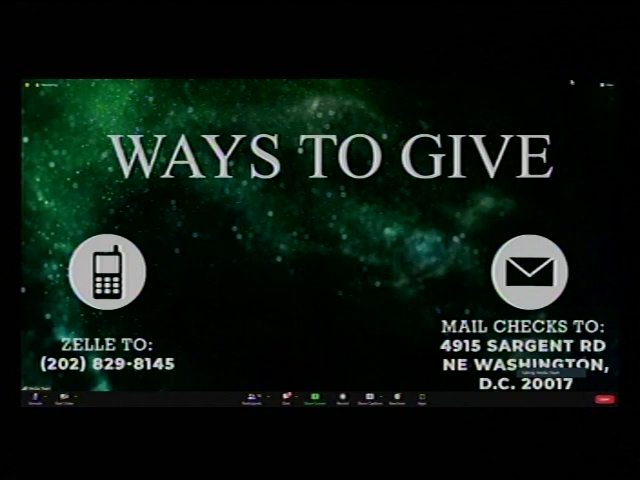 WAYS TO GIVE
ZELLE TO:
(202) 829-8145
MAIL CHECKS TO:
4915 SARGENT RD
NE WASHINGTON,
D.C. 20017